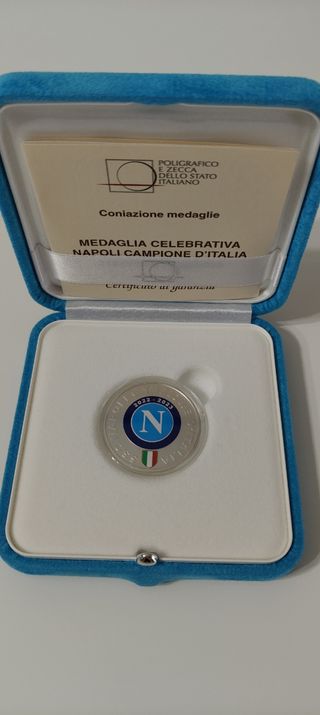 POLIGRAFICO
E ZECCA
DELLO STATO
ITALIANO
Coniazione medaglie
MEDAGLIA CELEBRATIVA
NAPOLI CAMPIONE D'ITALIA
Certificato di garanzia
2022 - 2023
N